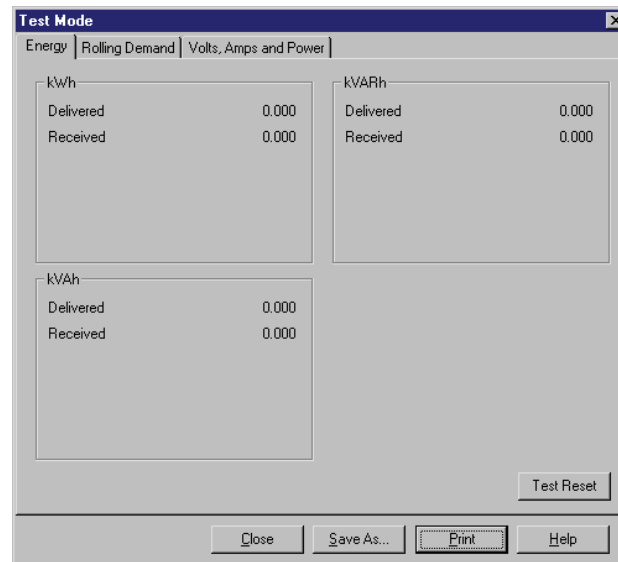 Test Mode
Energy Rolling Demand Volts, Amps and Power
kWh
Delivered 0.000
Received 0.000
kVARh
Delivered 0.000
Received 0.000
kVAh
Delivered 0.000
Received 0.000
Test Reset
Close Save As... Print Help